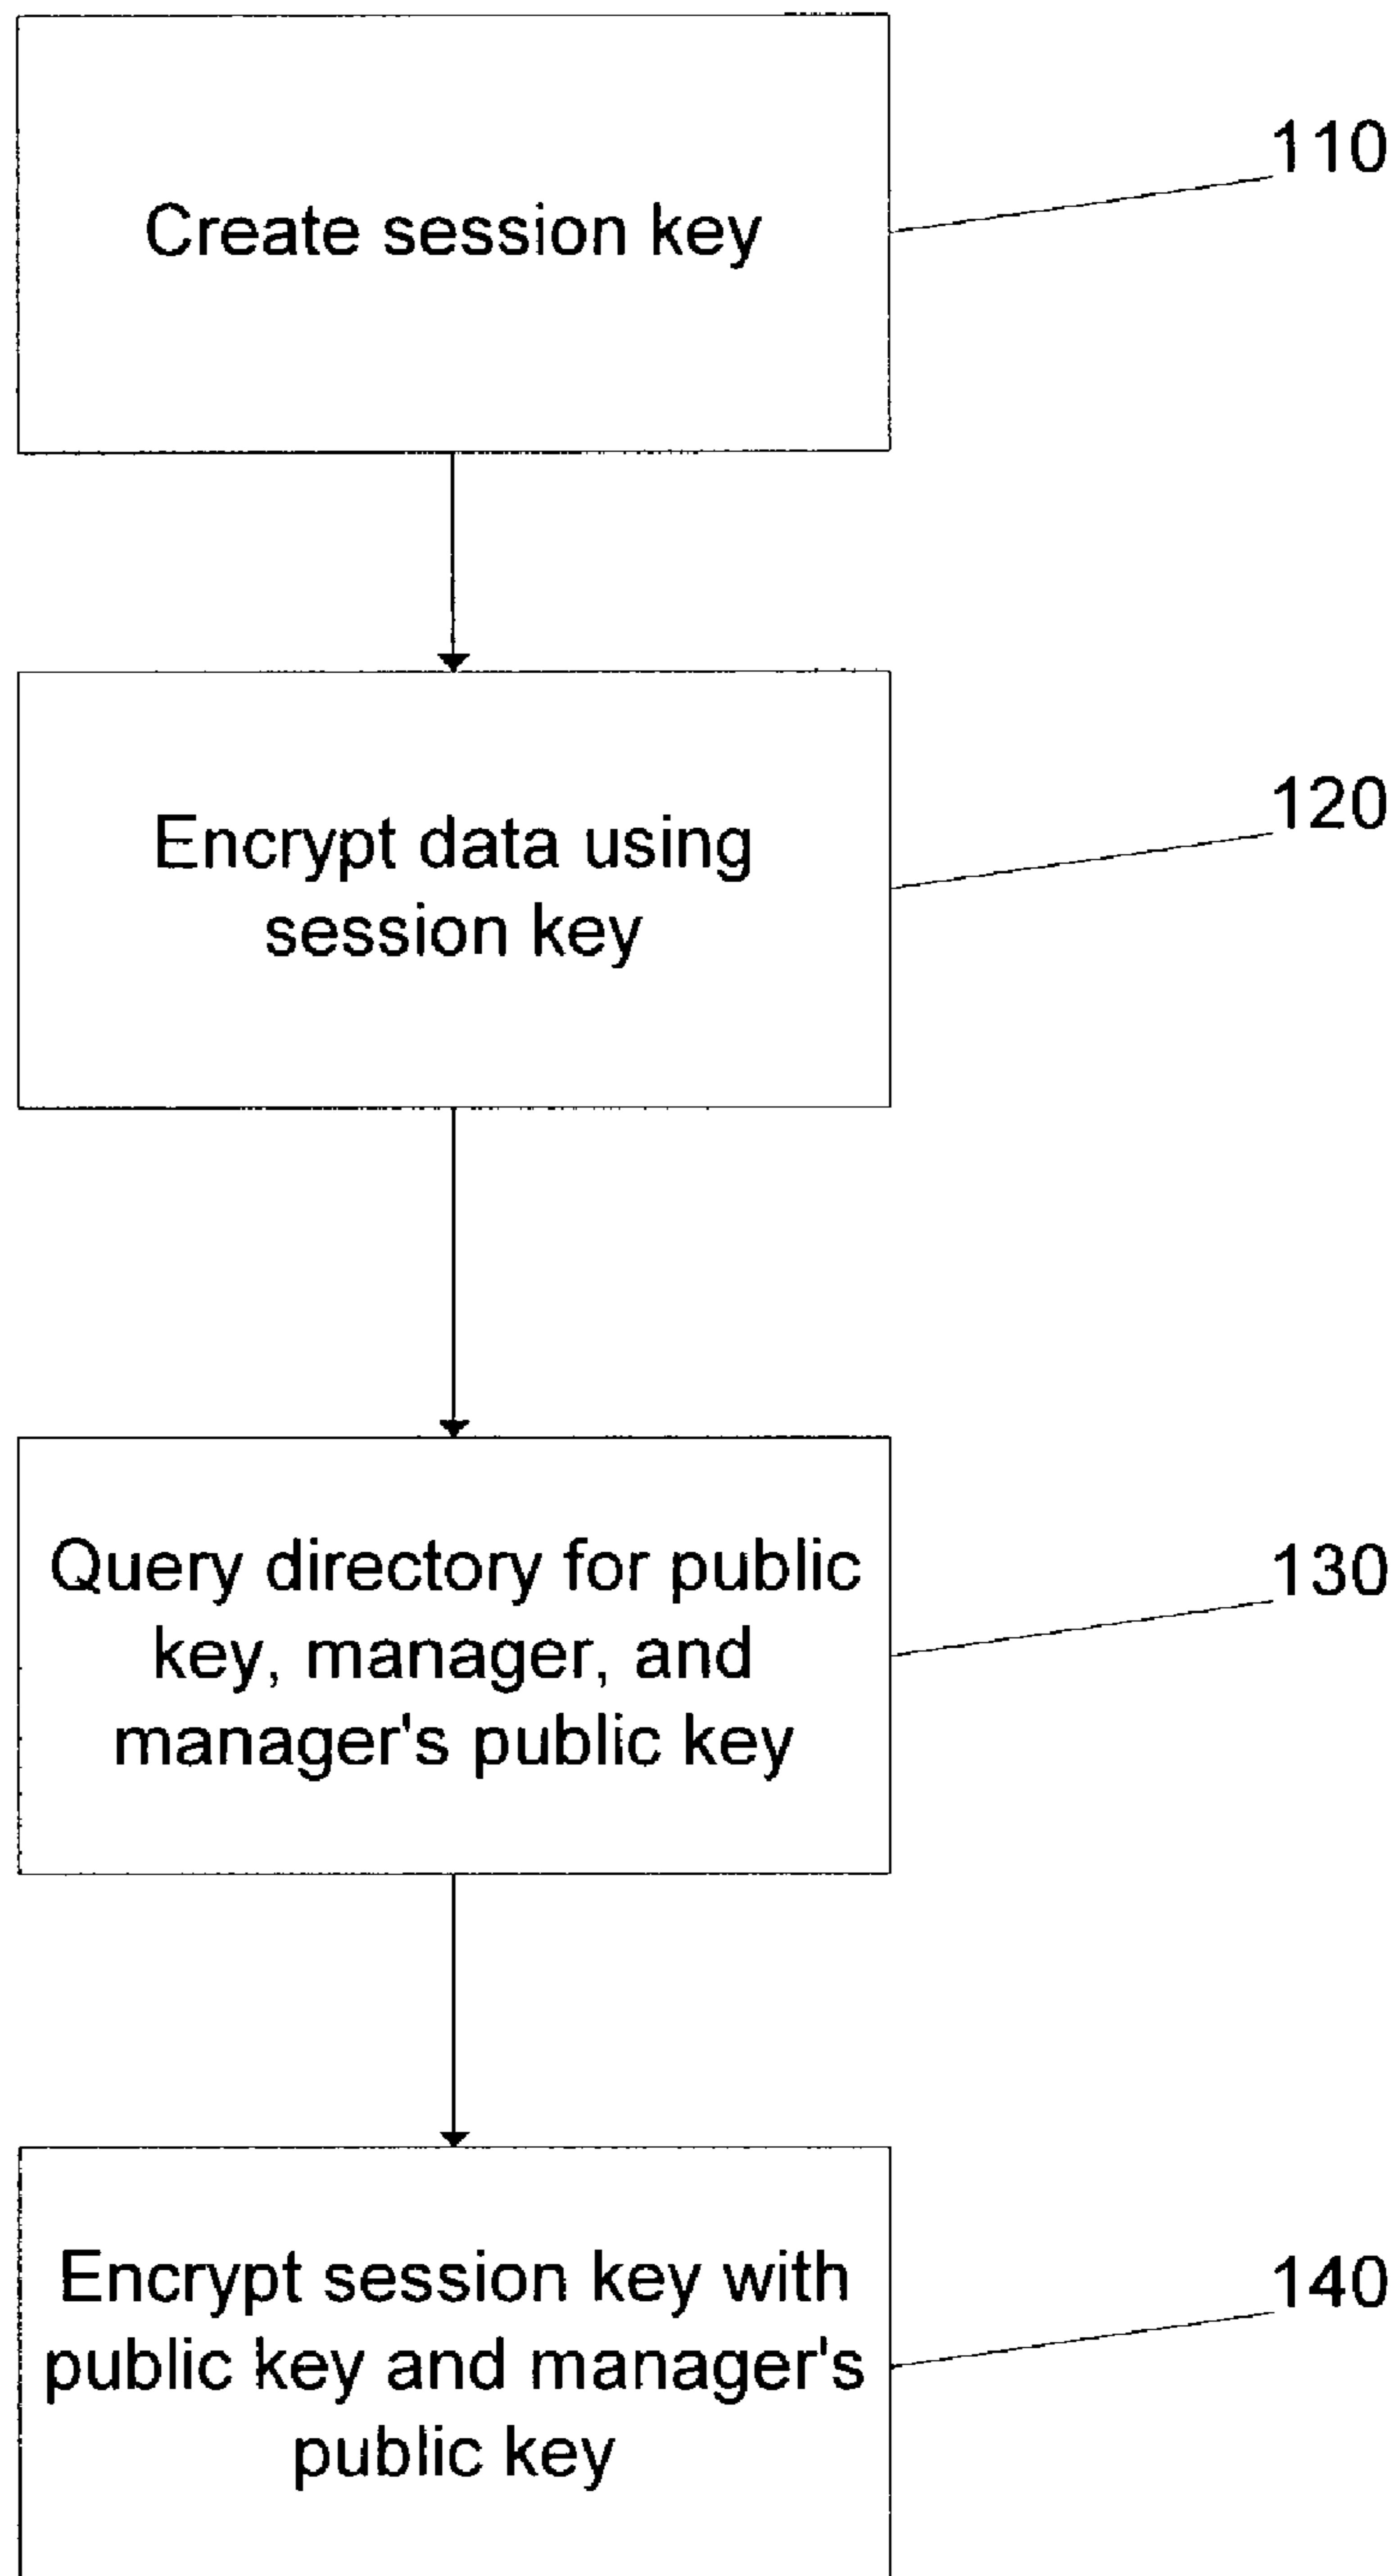 Create session key
110
Encrypt data using
session key
120
Query directory for public
key, manager, and
manager's public key
130
Encrypt session key with
public key and manager's
public key
140